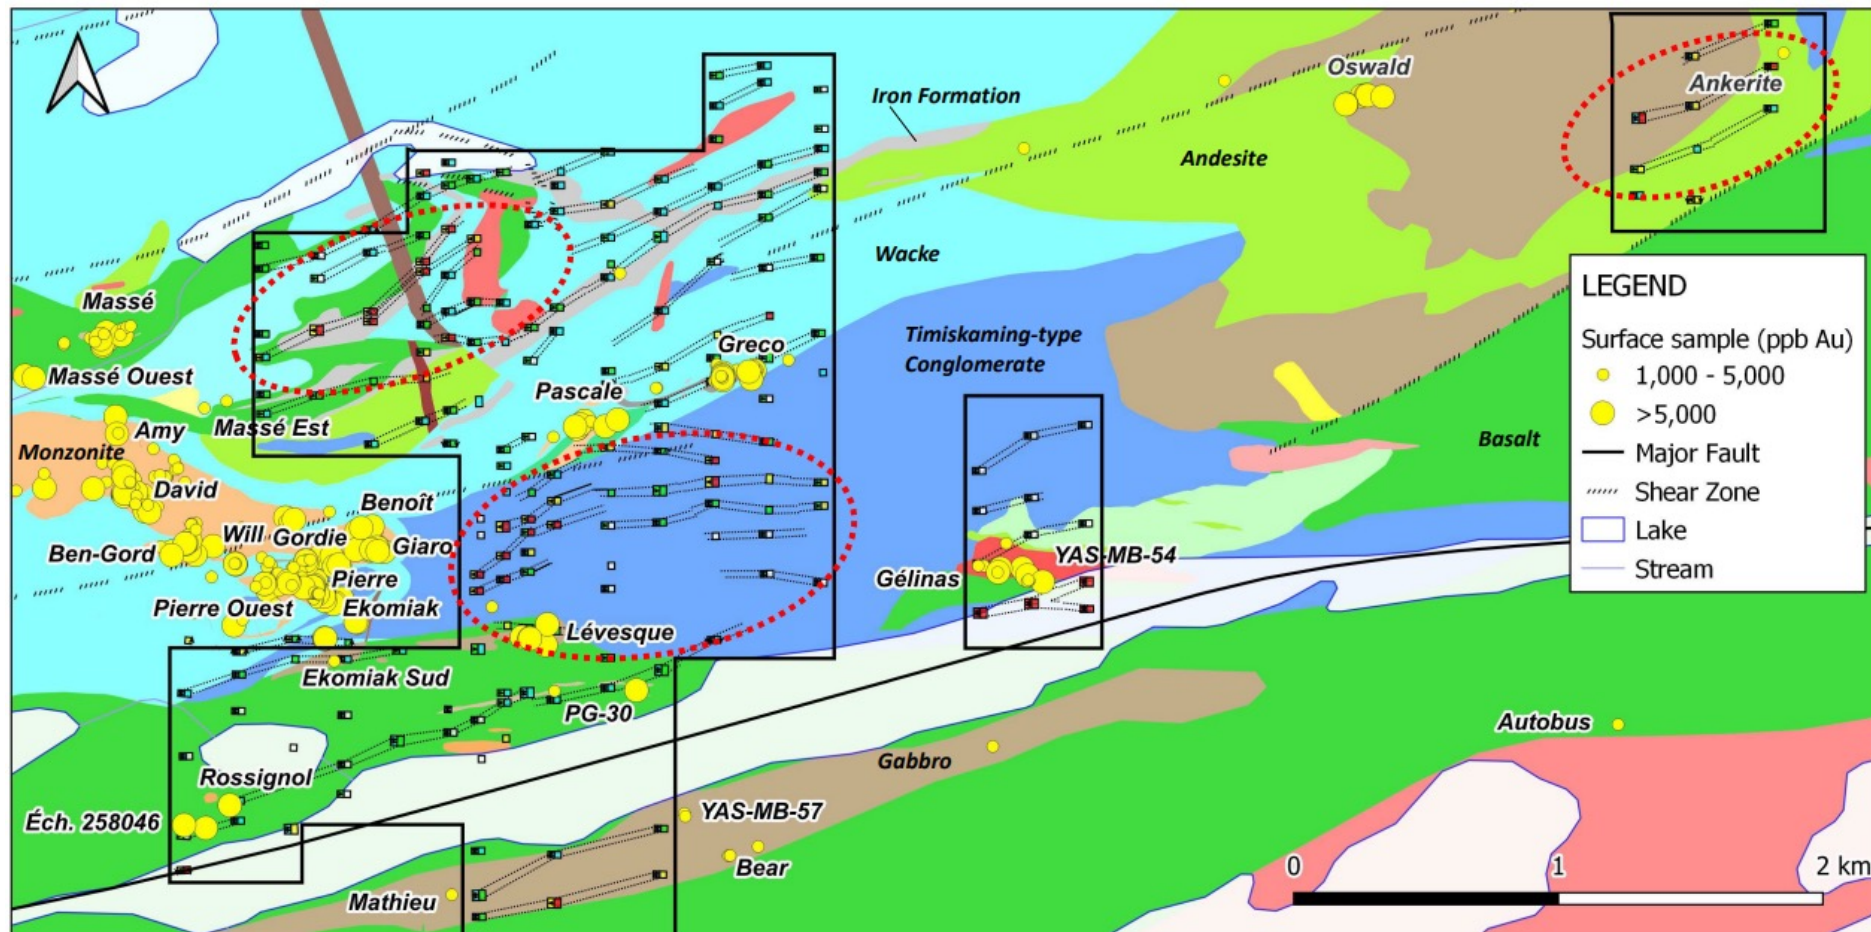 Oswald
Ankerite
Iron Formation
Andesite
Wacke
Massé
Timiskaming-type
Conglomerate
Greco
Massé Ouest
Pascale
Massé Est
Amy
Monzonite
Basalt
David
Benoît
Will
Gordie
Ben-Gord
Giaro
YAS-MB-54
Gélinas
Pierre
Pierre Ouest
Ekomiak
Lévesque
Ekomiak Sud
PG-30
Autobus
Gabbro
Rossignol
YAS-MB-57
Éch. 258046
Bear
Mathieu
LEGEND
Surface sample (ppb Au)
1,000 - 5,000
>5,000
Major Fault
Shear Zone
Lake
Stream
0 1 2 km